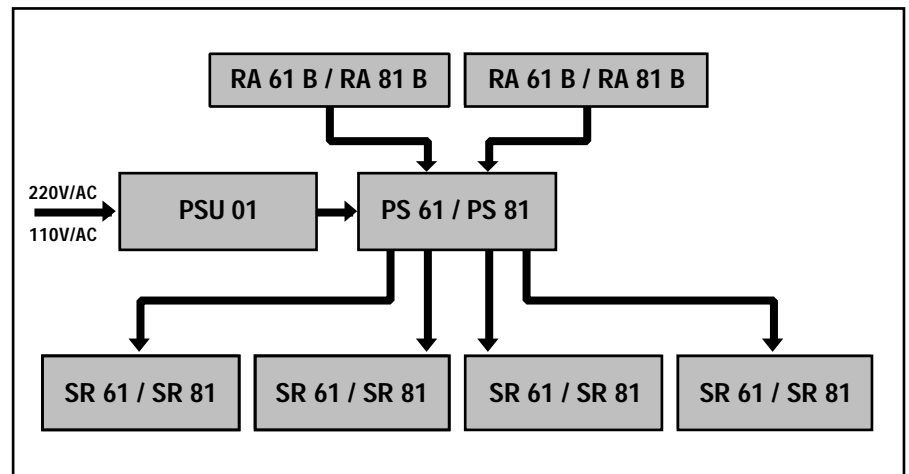 RA 61 B / RA 81 B
RA 61 B / RA 81 B
220V/AC
110V/AC
PSU 01
PS 61 / PS 81
SR 61 / SR 81
SR 61 / SR 81
SR 61 / SR 81
SR 61 / SR 81